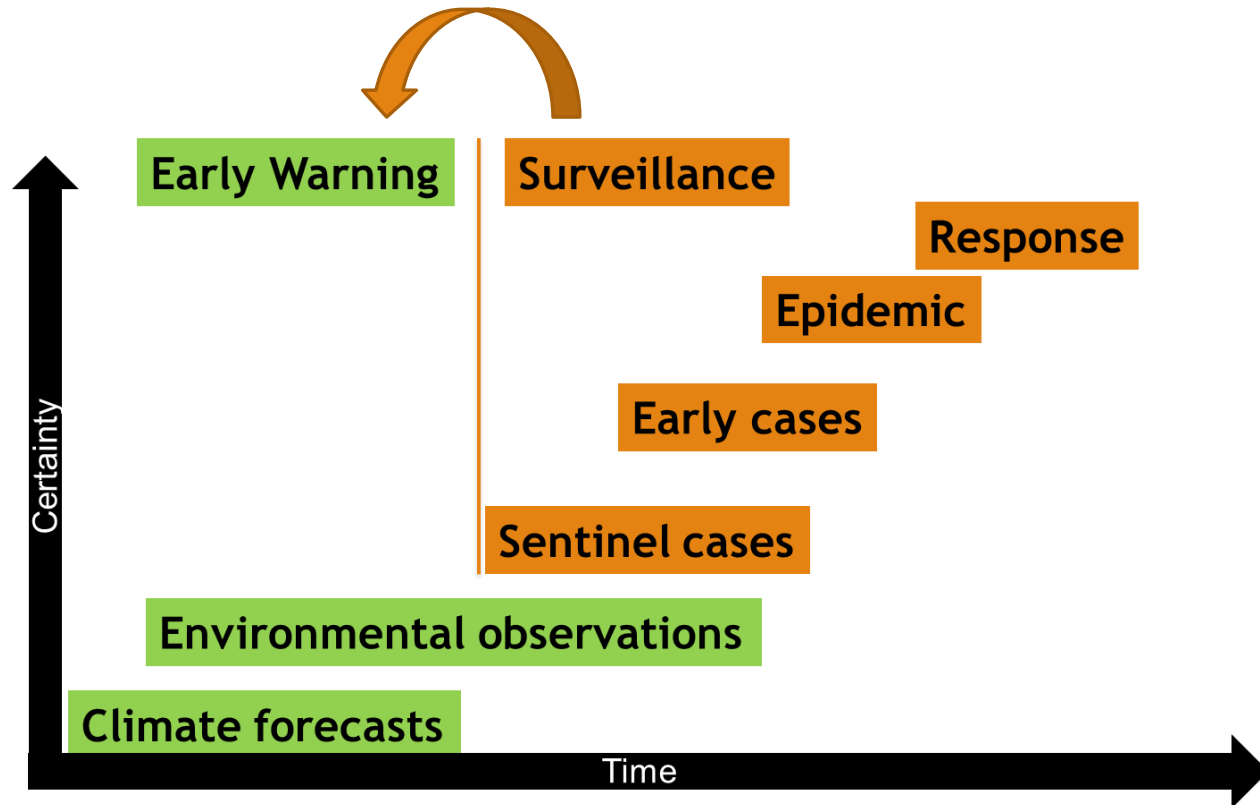 Early Warning
Surveillance
Response
Epidemic
Early cases
Certainty
Sentinel cases
Environmental observations
Climate forecasts
Time